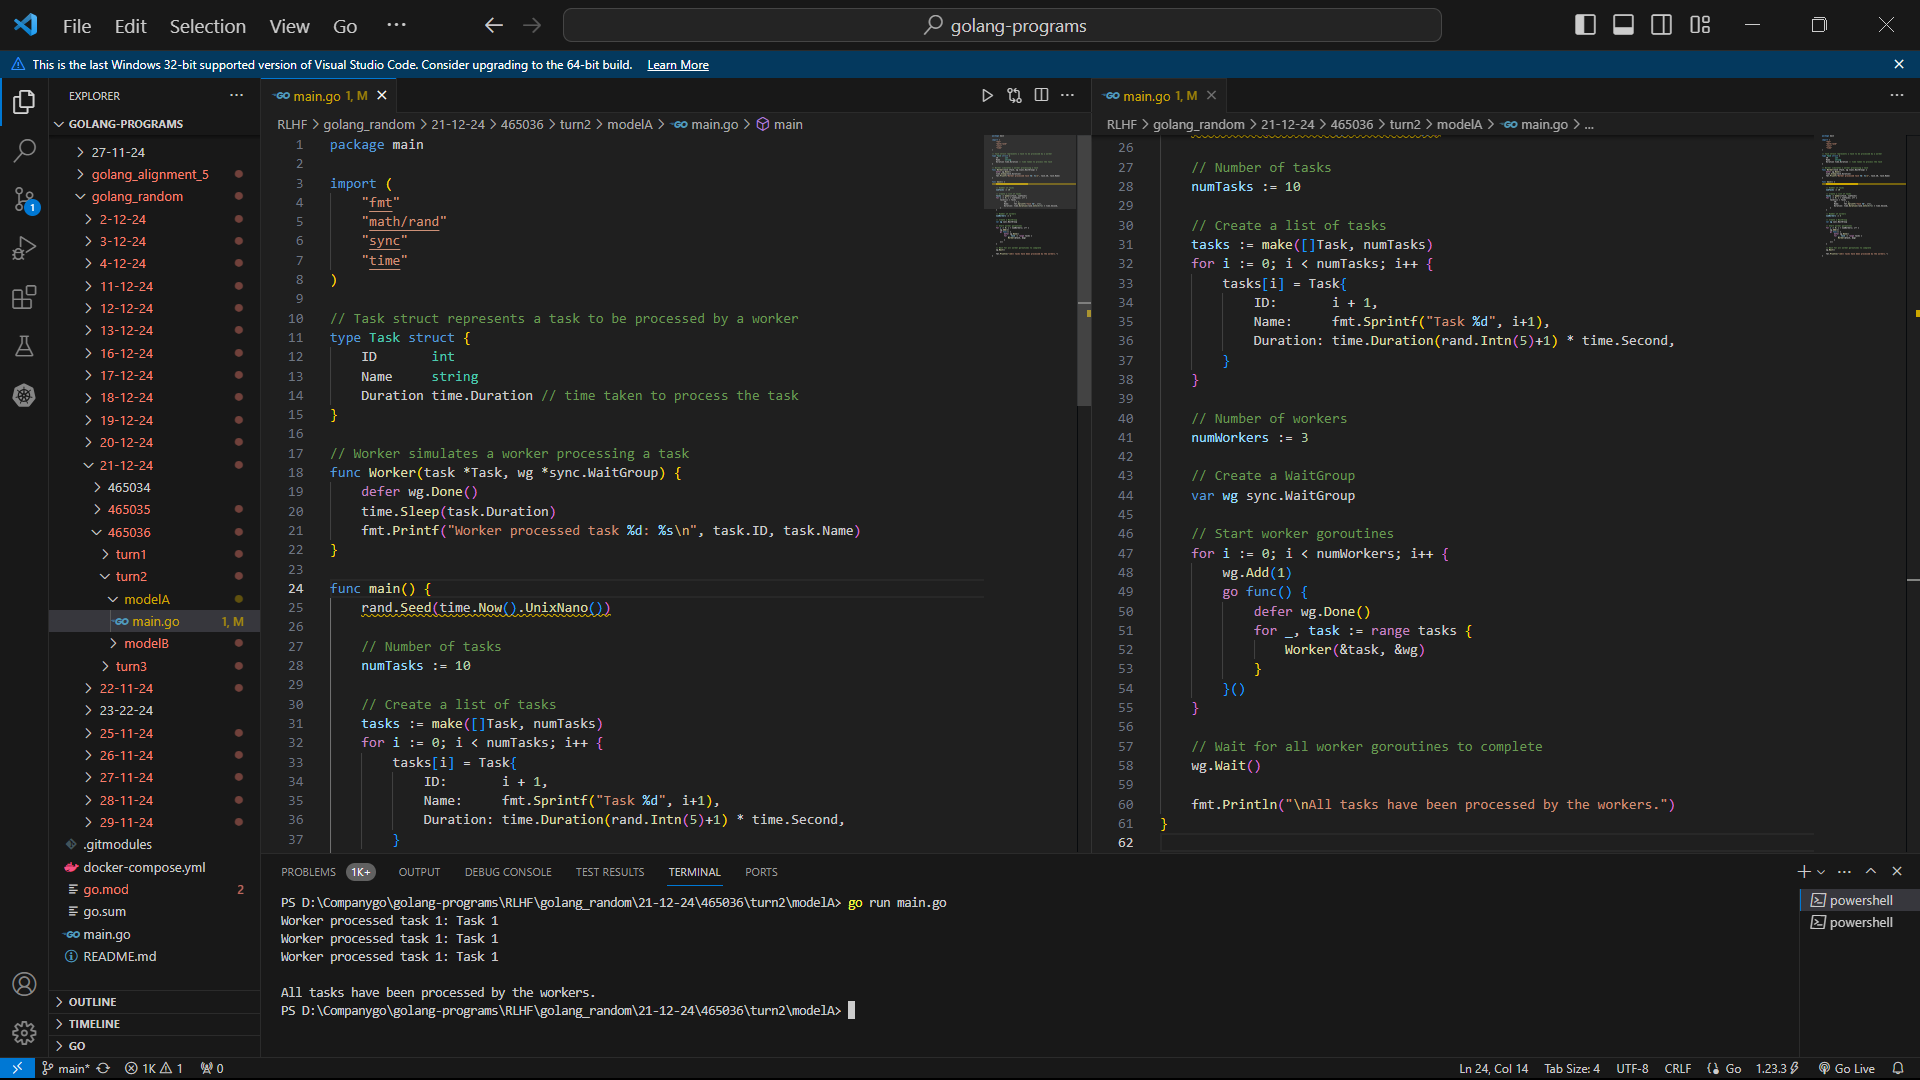 File Edit Selection View Go ··· golang-programs
This is the last Windows 32-bit supported version of Visual Studio Code. Consider upgrading to the 64-bit build. Learn More
EXPLORER
GOLANG-PROGRAMS
27-11-24
golang_alignment_5
golang_random
2-12-24
3-12-24
4-12-24
11-12-24
12-12-24
13-12-24
16-12-24
17-12-24
18-12-24
19-12-24
20-12-24
21-12-24
465034
465035
465036
turn1
turn2
modelA
main.go 1, M
modelB
turn3
22-11-24
23-22-24
25-11-24
26-11-24
27-11-24
28-11-24
29-11-24
.gitmodules
docker-compose.yml
go.mod 2
go.sum
main.go
README.md
OUTLINE
TIMELINE
GO
main.go 1, M
RLHF > golang_random > 21-12-24 > 465036 > turn2 > modelA > main.go > main
1 package main
2
3 import (
4 "fmt"
5 "math/rand"
6 "sync"
7 "time"
8 )
9
10 // Task struct represents a task to be processed by a worker
11 type Task struct {
12 ID int
13 Name string
14 Duration time.Duration // time taken to process the task
15 }
16
17 // Worker simulates a worker processing a task
18 func Worker(task *Task, wg *sync.WaitGroup) {
19 defer wg.Done()
20 time.Sleep(task.Duration)
21 fmt.Printf("Worker processed task %d: %s\n", task.ID, task.Name)
22 }
23
24 func main() {
25 rand.Seed(time.Now().UnixNano())
26
27 // Number of tasks
28 numTasks := 10
29
30 // Create a list of tasks
31 tasks := make([]Task, numTasks)
32 for i := 0; i < numTasks; i++ {
33 tasks[i] = Task{
34 ID: i + 1,
35 Name: fmt.Sprintf("Task %d", i+1),
36 Duration: time.Duration(rand.Intn(5)+1) * time.Second,
37 }
main.go 1, M
RLHF > golang_random > 21-12-24 > 465036 > turn2 > modelA > main.go > ...
26
27 // Number of tasks
28 numTasks := 10
29
30 // Create a list of tasks
31 tasks := make([]Task, numTasks)
32 for i := 0; i < numTasks; i++ {
33 tasks[i] = Task{
34 ID: i + 1,
35 Name: fmt.Sprintf("Task %d", i+1),
36 Duration: time.Duration(rand.Intn(5)+1) * time.Second,
37 }
38 }
39
40 // Number of workers
41 numWorkers := 3
42
43 // Create a WaitGroup
44 var wg sync.WaitGroup
45
46 // Start worker goroutines
47 for i := 0; i < numWorkers; i++ {
48 wg.Add(1)
49 go func() {
50 defer wg.Done()
51 for _, task := range tasks {
52 Worker(&task, &wg)
53 }
54 }()
55 }
56
57 // Wait for all worker goroutines to complete
58 wg.Wait()
59
60 fmt.Println("\nAll tasks have been processed by the workers.")
61 }
62
PROBLEMS 1K+ OUTPUT DEBUG CONSOLE TEST RESULTS TERMINAL PORTS
PS D:\Companygo\golang-programs\RLHF\golang_random\21-12-24\465036\turn2\modelA> go run main.go
Worker processed task 1: Task 1
Worker processed task 1: Task 1
Worker processed task 1: Task 1
All tasks have been processed by the workers.
PS D:\Companygo\golang-programs\RLHF\golang_random\21-12-24\465036\turn2\modelA>
powershell
powershell
1
main* 1K 1 0 Ln 24, Col 14 Tab Size: 4 UTF-8 CRLF Go 1.23.3 Go Live